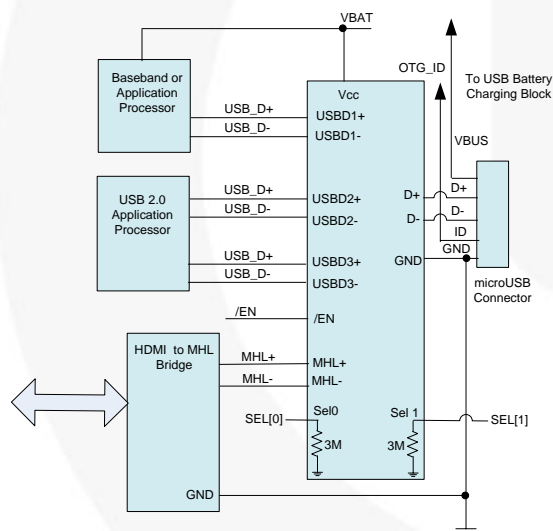 VBAT
Baseband or
Application
Processor
USB_D+
USB_D-
Vcc
USBD1+
USBD1-
OTG_ID
To USB Battery
Charging Block
VBUS
USB 2.0
Application
Processor
USB_D+
USB_D-
USBD2+
USBD2-
D+
D-
D+
D-
ID
GND
GND
microUSB
Connector
USB_D+
USB_D-
USBD3+
USBD3-
/EN
/EN
HDMI to MHL
Bridge
MHL+
MHL-
MHL+
MHL-
SEL[0]
Sel0
3M
Sel 1
3M
SEL[1]
GND